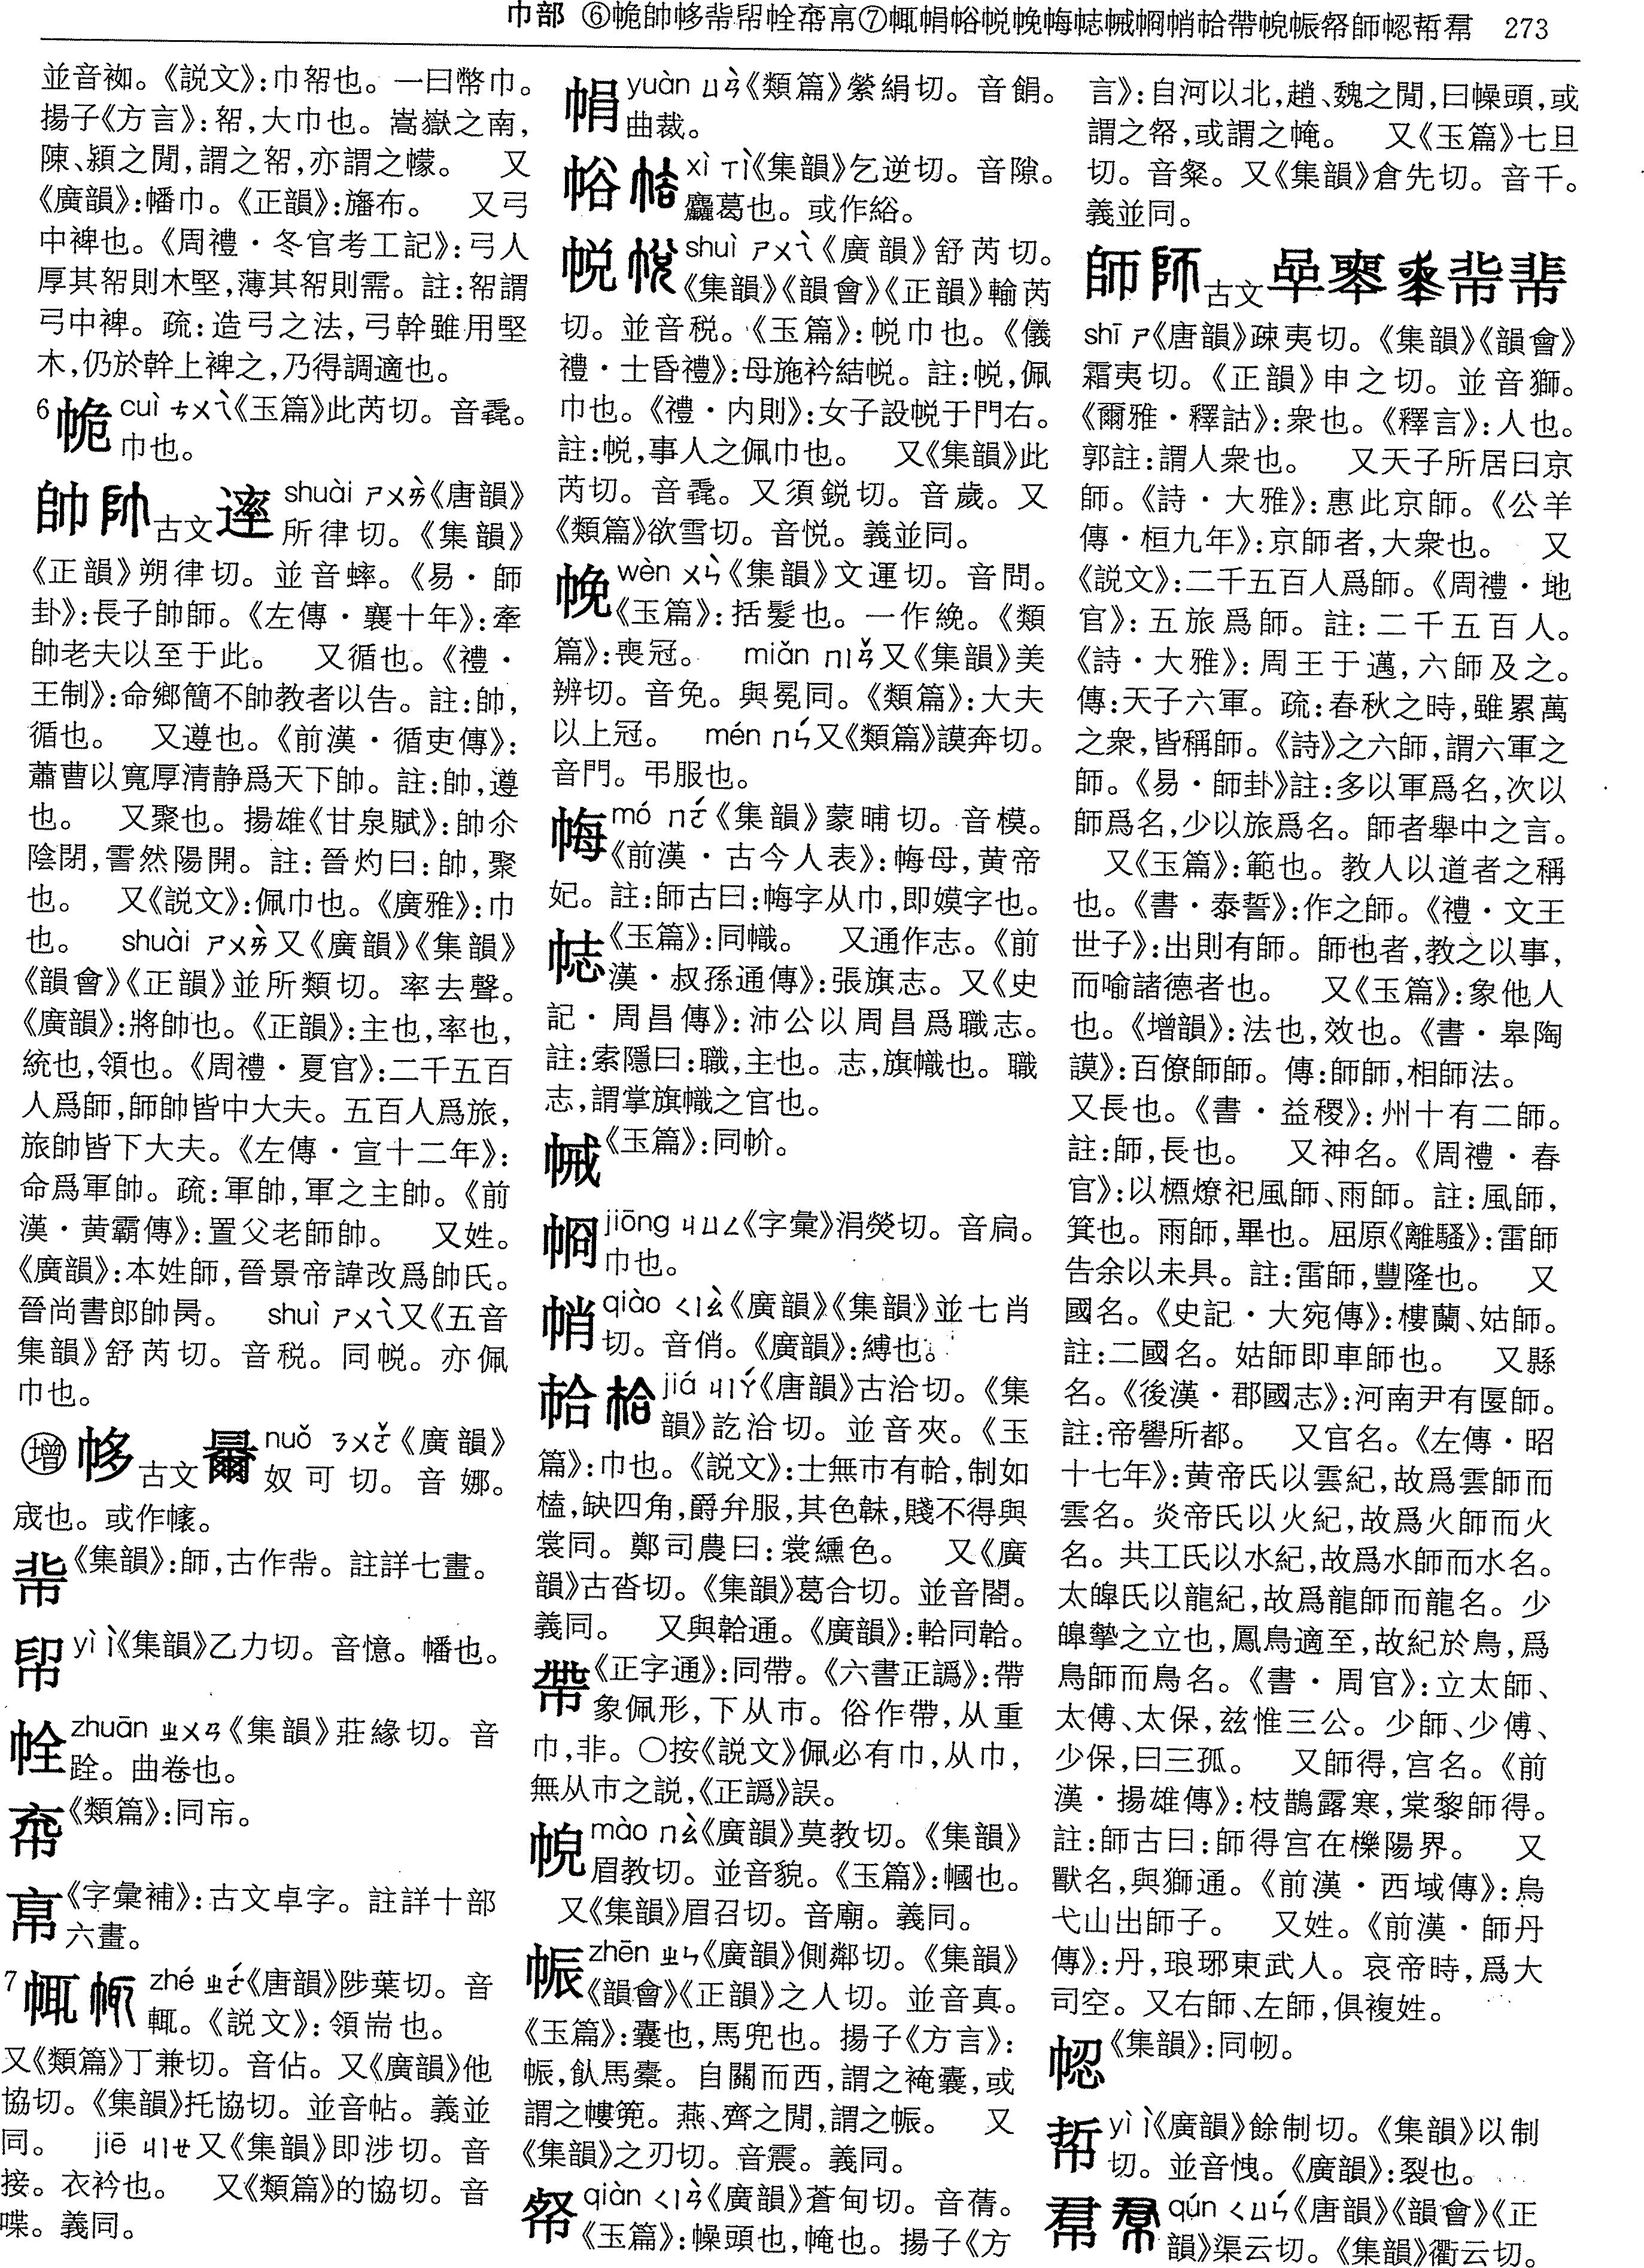 巾部 ⑥帨帥㡅㡀帤帠帣帍⑦㡇帩帢帨㡈㡉㡊㡋帶師帪帬 273
並音袽。《説文》：巾帤也。一曰幣巾。
揚子《方言》：帤，大巾也。嵩嶽之南，
陳、潁之閒，謂之帤，亦謂之幏。　又
《廣韻》：幡巾。《正韻》：旛布。　又弓
中裨也。《周禮·冬官考工記》：弓人
厚其帤則木堅，薄其帤則需。註：帤謂
弓中裨。疏：造弓之法，弓幹雖用堅
木，仍於幹上裨之，乃得調適也。
6 cuì ㄘㄨㄟˋ《玉篇》此芮切。音毳。
巾也。
帥 古文 shuài ㄕㄨㄞˋ《唐韻》
所律切。《集韻》
《正韻》朔律切。並音蟀。《易·師
卦》：長子帥師。《左傳·襄十年》：牽
帥老夫以至于此。　又循也。《禮·
王制》：命鄉簡不帥教者以告。註：帥，
循也。　又遵也。《前漢·循吏傳》：
蕭曹以寬厚清静爲天下帥。註：帥，遵
也。　又聚也。揚雄《甘泉賦》：帥尒
陰閉，霅然陽開。註：晉灼曰：帥，聚
也。　又《説文》：佩巾也。《廣雅》：巾
也。　shuài ㄕㄨㄞˋ又《廣韻》《集韻》
《韻會》《正韻》並所類切。率去聲。
《廣韻》：將帥也。《正韻》：主也，率也，
統也，領也。《周禮·夏官》：二千五百
人爲師，師帥皆中大夫。五百人爲旅，
旅帥皆下大夫。《左傳·宣十二年》：
命爲軍帥。疏：軍帥，軍之主帥。《前
漢·黄霸傳》：置父老師帥。　又姓。
《廣韻》：本姓師，晉景帝諱改爲帥氏。
晉尚書郎帥昺。　shuì ㄕㄨㄟˋ又《五音
集韻》舒芮切。音税。同帨。亦佩
巾也。
增 㡅 古文 nuǒ ㄋㄨㄛˇ《廣韻》
奴可切。音娜。
宬也。或作㡞。
《集韻》：師，古作㡀。註詳七畫。
yì ㄧˋ《集韻》乙力切。音憶。幡也。
帹 zhuān ㄓㄨㄢ《集韻》莊緣切。音
跧。曲卷也。
《類篇》：同帍。
《字彙補》：古文卓字。註詳十部
六畫。
7 㡇 zhé ㄓㄜˊ《唐韻》陟葉切。音
輒。《説文》：領耑也。
又《類篇》丁兼切。音佔。又《廣韻》他
協切。《集韻》托協切。並音帖。義並
同。　jiē ㄐㄧㄝ又《集韻》即涉切。音
接。衣衿也。　又《類篇》的協切。音
喋。義同。
帣 yuàn ㄩㄢˋ《類篇》縈絹切。音餶。
曲裁。
xì ㄒㄧˋ《集韻》乞逆切。音隙。
麤葛也。或作綌。
帨 shuì ㄕㄨㄟˋ《廣韻》舒芮切。
《集韻》《韻會》《正韻》輸芮
切。並音税。《玉篇》：帨巾也。《儀
禮·士昏禮》：母施衿結帨。註：帨，佩
巾也。《禮·内則》：女子設帨于門右。
註：帨，事人之佩巾也。　又《集韻》此
芮切。音毳。又須鋭切。音歲。又
《類篇》欲雪切。音悦。義並同。
㡈 wèn ㄨㄣˋ《集韻》文運切。音問。
《玉篇》：括髮也。一作絻。《類
篇》：喪冠。　miǎn ㄇㄧㄢˇ又《集韻》美
辨切。音免。與冕同。《類篇》：大夫
以上冠。　mén ㄇㄣˊ又《類篇》謨奔切。
音門。弔服也。
mó ㄇㄛˊ《集韻》蒙晡切。音模。
《前漢·古今人表》：㡒母，黄帝
妃。註：師古曰：㡒字从巾，即嫫字也。
《玉篇》：同幟。　又通作志。《前
漢·叔孫通傳》：張旗志。又《史
記·周昌傳》：沛公以周昌爲職志。
註：索隱曰：職，主也。志，旗幟也。職
志，謂掌旗幟之官也。
《玉篇》：同㡊。
jiōng ㄐㄩㄥ《字彙》涓熒切。音扃。
巾也。
帩 qiào ㄑㄧㄠˋ《廣韻》《集韻》並七肖
切。音俏。《廣韻》：縛也。
帢 jiá ㄐㄧㄚˊ《唐韻》古洽切。《集
韻》訖洽切。並音夾。《玉
篇》：巾也。《説文》：士無市有帢，制如
榼，缺四角，爵弁服，其色韎，賤不得與
裳同。鄭司農曰：裳纁色。　又《廣
韻》古沓切。《集韻》葛合切。並音閤。
義同。　又與韐通。《廣韻》：帢同韐。
帶《正字通》：同帶。《六書正譌》：帶
象佩形，下从市。俗作帶，从重
巾，非。○按《説文》佩必有巾，从巾，
無从市之説，《正譌》誤。
㡌 mào ㄇㄠˋ《廣韻》莫教切。《集韻》
眉教切。並音貌。《玉篇》：幗也。
又《集韻》眉召切。音廟。義同。
帪 zhēn ㄓㄣ《廣韻》側鄰切。《集韻》
《韻會》《正韻》之人切。並音真。
《玉篇》：囊也，馬兜也。揚子《方言》：
帪，飤馬橐。自關而西，謂之裺囊，或
謂之㡞篼。燕、齊之閒，謂之帪。　又
《集韻》之刃切。音震。義同。
㡎 qiàn ㄑㄧㄢˋ《廣韻》蒼甸切。音蒨。
《玉篇》：幧頭也，㡋也。揚子《方
言》：自河以北，趙、魏之閒，曰幧頭，或
謂之㡎，或謂之㡋。　又《玉篇》七旦
切。音粲。又《集韻》倉先切。音千。
義並同。
師 古文
shī ㄕ《唐韻》疎夷切。《集韻》《韻會》
霜夷切。《正韻》申之切。並音獅。
《爾雅·釋詁》：衆也。《釋言》：人也。
郭註：謂人衆也。　又天子所居曰京
師。《詩·大雅》：惠此京師。《公羊
傳·桓九年》：京師者，大衆也。　又
《説文》：二千五百人爲師。《周禮·地
官》：五旅爲師。註：二千五百人。
《詩·大雅》：周王于邁，六師及之。
傳：天子六軍。疏：春秋之時，雖累萬
之衆，皆稱師。《詩》之六師，謂六軍之
師。《易·師卦》註：多以軍爲名，次以
師爲名，少以旅爲名。師者舉中之言。
又《玉篇》：範也。教人以道者之稱
也。《書·泰誓》：作之師。《禮·文王
世子》：出則有師。師也者，教之以事，
而喻諸德者也。　又《玉篇》：象他人
也。《增韻》：法也，效也。《書·皋陶
謨》：百僚師師。傳：師師，相師法。
又長也。《書·益稷》：州十有二師。
註：師，長也。　又神名。《周禮·春
官》：以槱燎祀風師、雨師。註：風師，
箕也。雨師，畢也。屈原《離騷》：雷師
告余以未具。註：雷師，豐隆也。　又
國名。《史記·大宛傳》：樓蘭、姑師。
註：二國名。姑師即車師也。　又縣
名。《後漢·郡國志》：河南尹有匽師。
註：帝嚳所都。　又官名。《左傳·昭
十七年》：黄帝氏以雲紀，故爲雲師而
雲名。炎帝氏以火紀，故爲火師而火
名。共工氏以水紀，故爲水師而水名。
太皥氏以龍紀，故爲龍師而龍名。少
皥摯之立也，鳳鳥適至，故紀於鳥，爲
鳥師而鳥名。《書·周官》：立太師、
太傅、太保，兹惟三公。少師、少傅、
少保，曰三孤。　又師得，宫名。《前
漢·揚雄傳》：枝鵲露寒，棠黎師得。
註：師古曰：師得宫在櫟陽界。　又
獸名，與獅通。《前漢·西域傳》：烏
弋山出師子。　又姓。《前漢·師丹
傳》：丹，琅琊東武人。哀帝時，爲大
司空。又右師、左師，俱複姓。
《集韻》：同㠴。
yì ㄧˋ《廣韻》餘制切。《集韻》以制
切。並音曳。《廣韻》：裂也。
帬 qún ㄑㄩㄣˊ《唐韻》《韻會》《正
韻》渠云切。《集韻》衢云切。